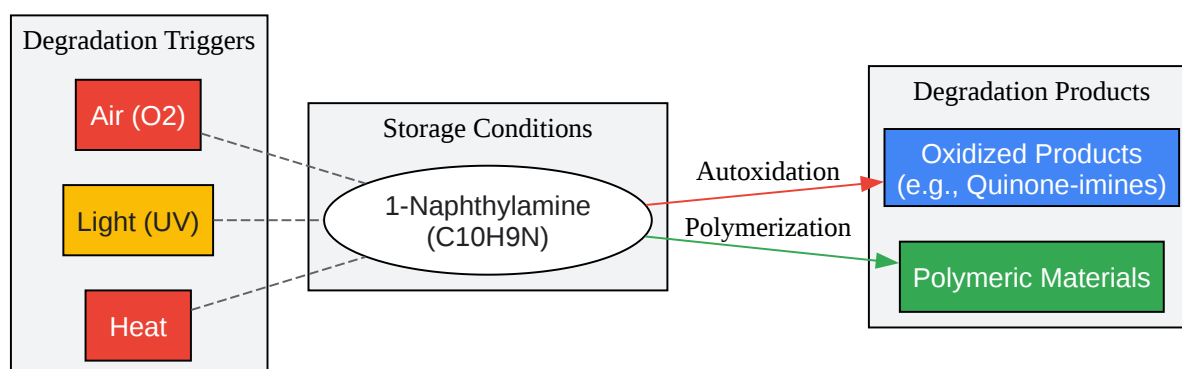 Degradation Triggers
Air (O2)
Light (UV)
Heat
Storage Conditions
1-Naphthylamine
(C10H9N)
Autoxidation
Polymerization
Degradation Products
Oxidized Products
(e.g., Quinone-imines)
Polymeric Materials